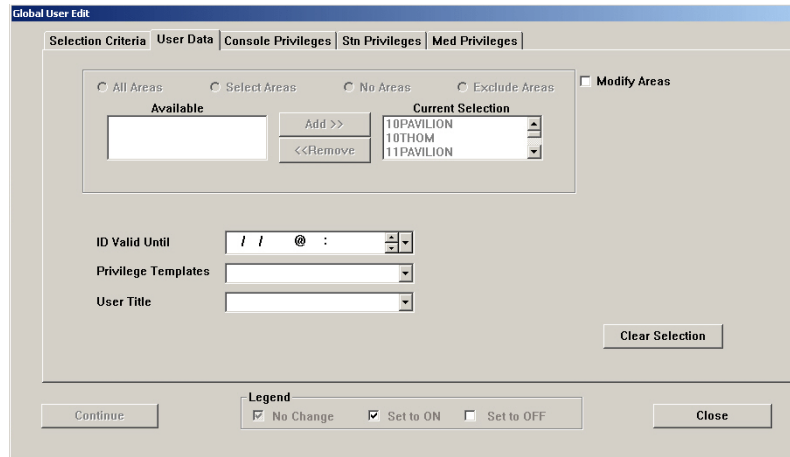 Global User Edit
Selection Criteria User Data Console Privileges Stn Privileges Med Privileges
All Areas Select Areas No Areas Exclude Areas Modify Areas
Available Current Selection
Add >>
<<Remove
10PAVILION
10THOM
11PAVILION
ID Valid Until / / @ :
Privilege Templates
User Title
Clear Selection
Legend
Continue No Change Set to ON Set to OFF Close